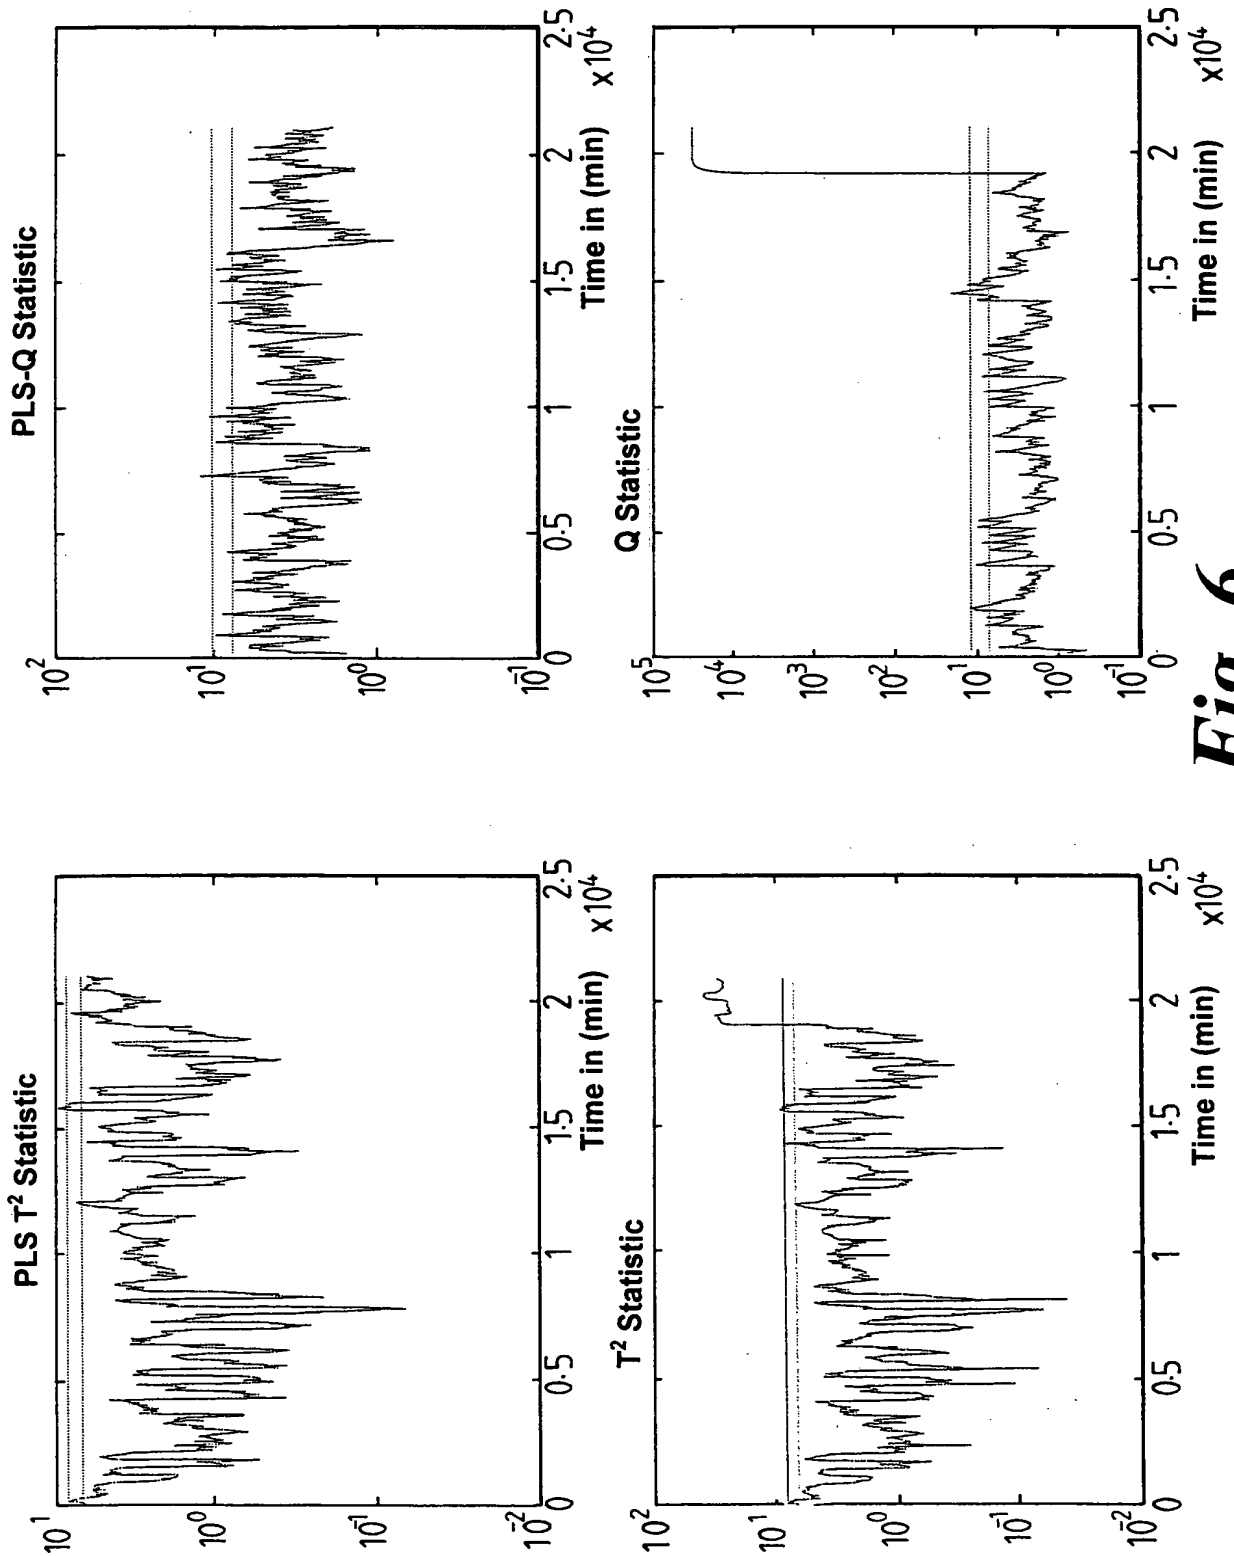 PLS T² Statistic
10¹
10⁰
10⁻¹
10⁻²
0 0·5 1 1·5 2 2·5
Time in (min) x10⁴
PLS-Q Statistic
10²
10¹
10⁰
10⁻¹
0 0·5 1 1·5 2 2·5
Time in (min) x10⁴
T² Statistic
10²
10¹
10⁰
10⁻¹
10⁻²
0 0·5 1 1·5 2 2·5
Time in (min) x10⁴
Q Statistic
10⁵
10⁴
10³
10²
10¹
10⁰
10⁻¹
0 0·5 1 1·5 2 2·5
Time in (min) x10⁴
Fig. 6